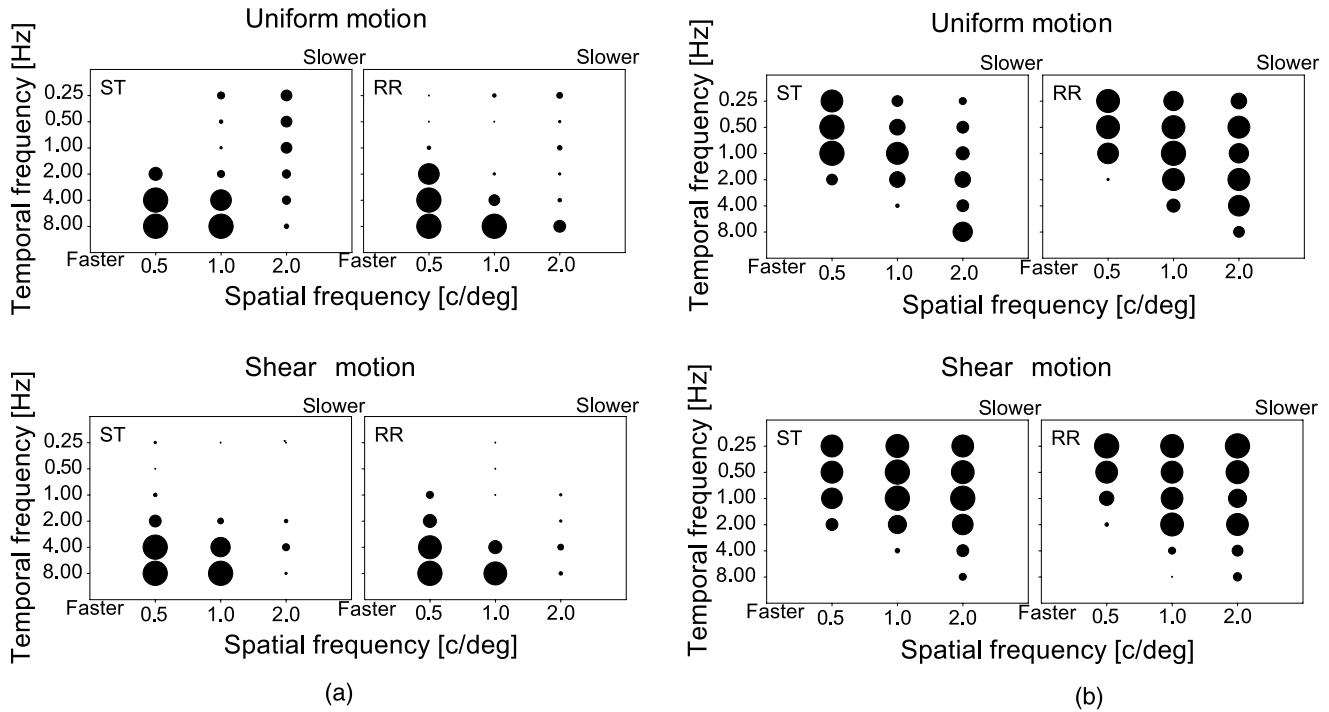 Uniform motion
Slower
Temporal frequency [Hz]
ST
RR
0.25
0.50
1.00
2.00
4.00
8.00
Faster
0.5 1.0 2.0
Faster
0.5 1.0 2.0
Spatial frequency [c/deg]
Slower
Shear motion
Slower
Temporal frequency [Hz]
ST
RR
0.25
0.50
1.00
2.00
4.00
8.00
Faster
0.5 1.0 2.0
Faster
0.5 1.0 2.0
Spatial frequency [c/deg]
Slower
(a)
Uniform motion
Slower
Temporal frequency [Hz]
ST
RR
0.25
0.50
1.00
2.00
4.00
8.00
Faster
0.5 1.0 2.0
Faster
0.5 1.0 2.0
Spatial frequency [c/deg]
Slower
Shear motion
Slower
Temporal frequency [Hz]
ST
RR
0.25
0.50
1.00
2.00
4.00
8.00
Faster
0.5 1.0 2.0
Faster
0.5 1.0 2.0
Spatial frequency [c/deg]
Slower
(b)